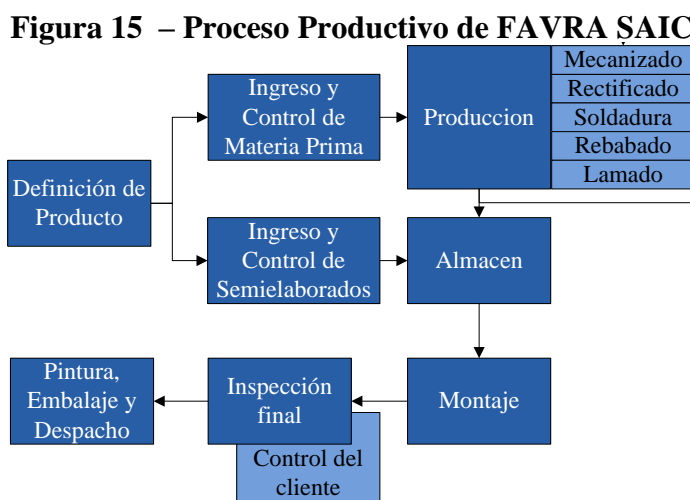 Figura 15 – Proceso Productivo de FAVRA SAIC
Ingreso y
Control de
Materia Prima
Produccion
Mecanizado
Rectificado
Soldadura
Rebabado
Lamado
Definición de
Producto
Ingreso y
Control de
Semielaborados
Almacen
Pintura,
Embalaje y
Despacho
Inspección
final
Montaje
Control del
cliente